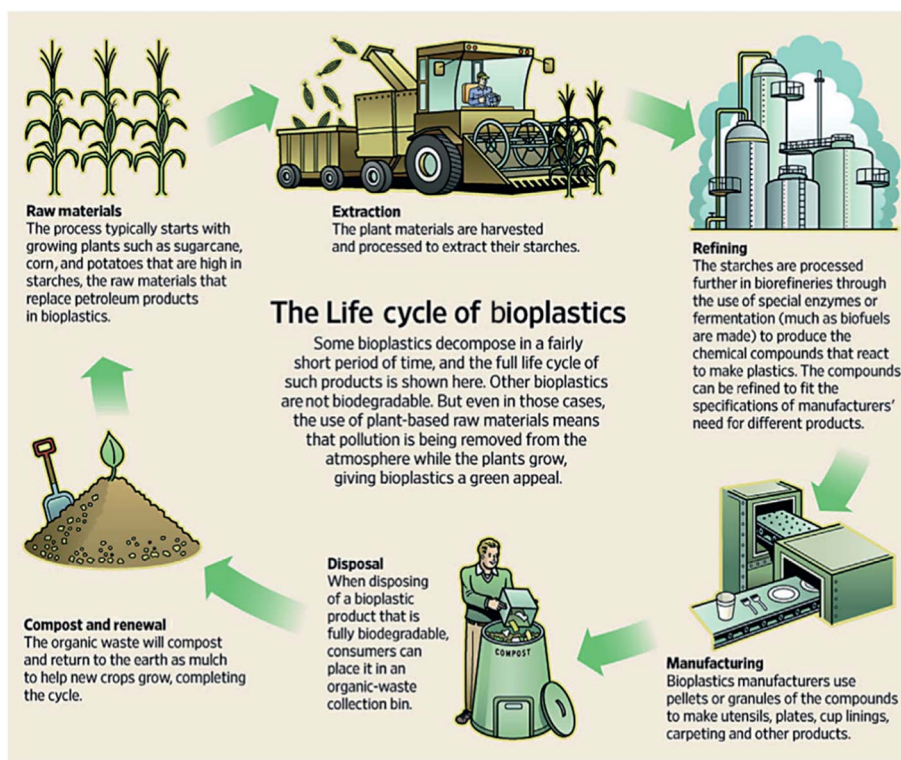 Raw materials
The process typically starts with
growing plants such as sugarcane,
corn, and potatoes that are high in
starches, the raw materials that
replace petroleum products
in bioplastics.
Extraction
The plant materials are harvested
and processed to extract their starches.
Refining
The starches are processed
further in biorefineries through
the use of special enzymes or
fermentation (much as biofuels
are made) to produce the
chemical compounds that react
to make plastics. The compounds
can be refined to fit the
specifications of manufacturers’
need for different products.
The Life cycle of bioplastics
Some bioplastics decompose in a fairly
short period of time, and the full life cycle of
such products is shown here. Other bioplastics
are not biodegradable. But even in those cases,
the use of plant-based raw materials means
that pollution is being removed from the
atmosphere while the plants grow,
giving bioplastics a green appeal.
Manufacturing
Bioplastics manufacturers use
pellets or granules of the compounds
to make utensils, plates, cup linings,
carpeting and other products.
Disposal
When disposing
of a bioplastic
product that is
fully biodegradable,
consumers can
place it in an
organic-waste
collection bin.
COMPOST
Compost and renewal
The organic waste will compost
and return to the earth as mulch
to help new crops grow, completing
the cycle.